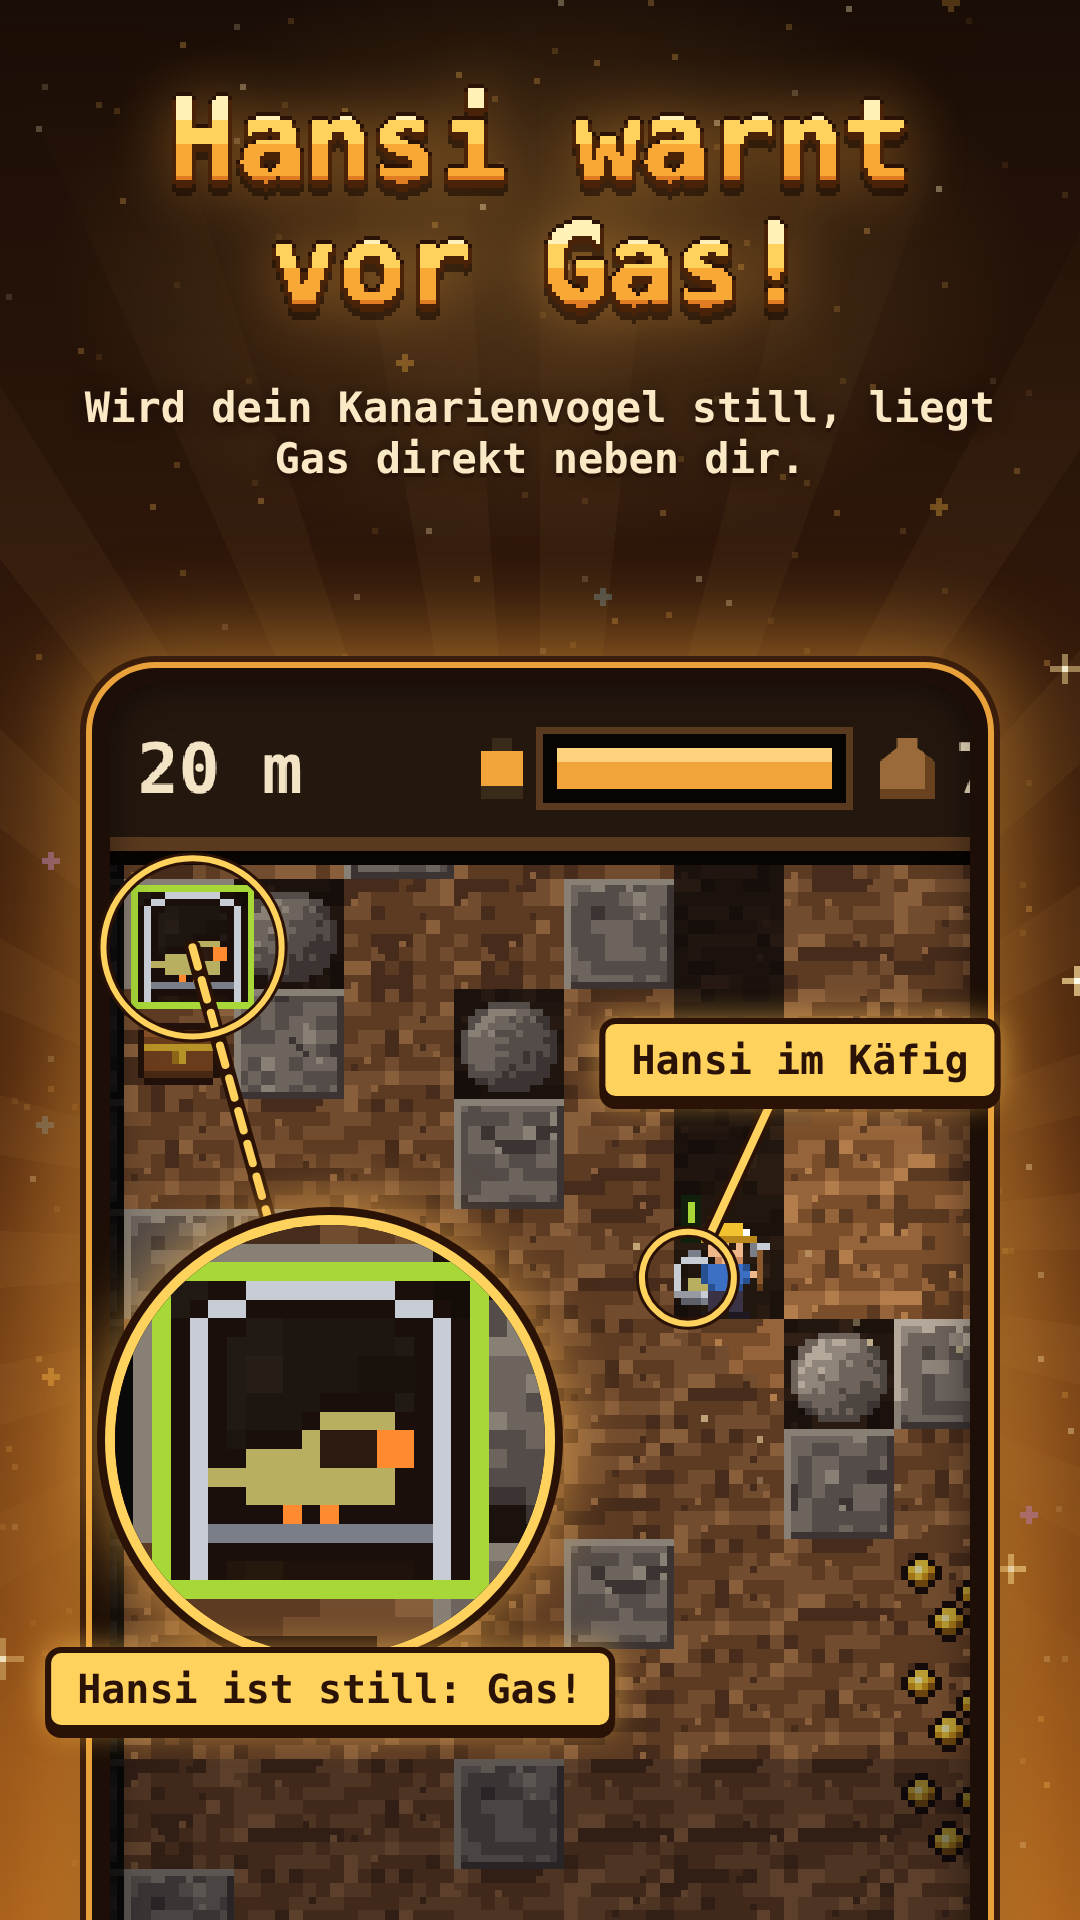 Hansi warnt
vor Gas!
Wird dein Kanarienvogel still, liegt
Gas direkt neben dir.
20 m
Hansi im Käfig
Hansi ist still: Gas!